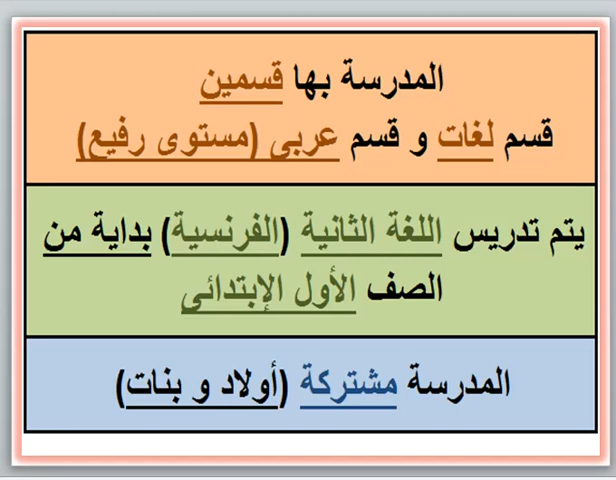 المدرسة بها قسمين
قسم لغات و قسم عربى (مستوى رفيع)
يتم تدريس اللغة الثانية (الفرنسية) بداية من
الصف الأول الإبتدائى
المدرسة مشتركة (أولاد و بنات)